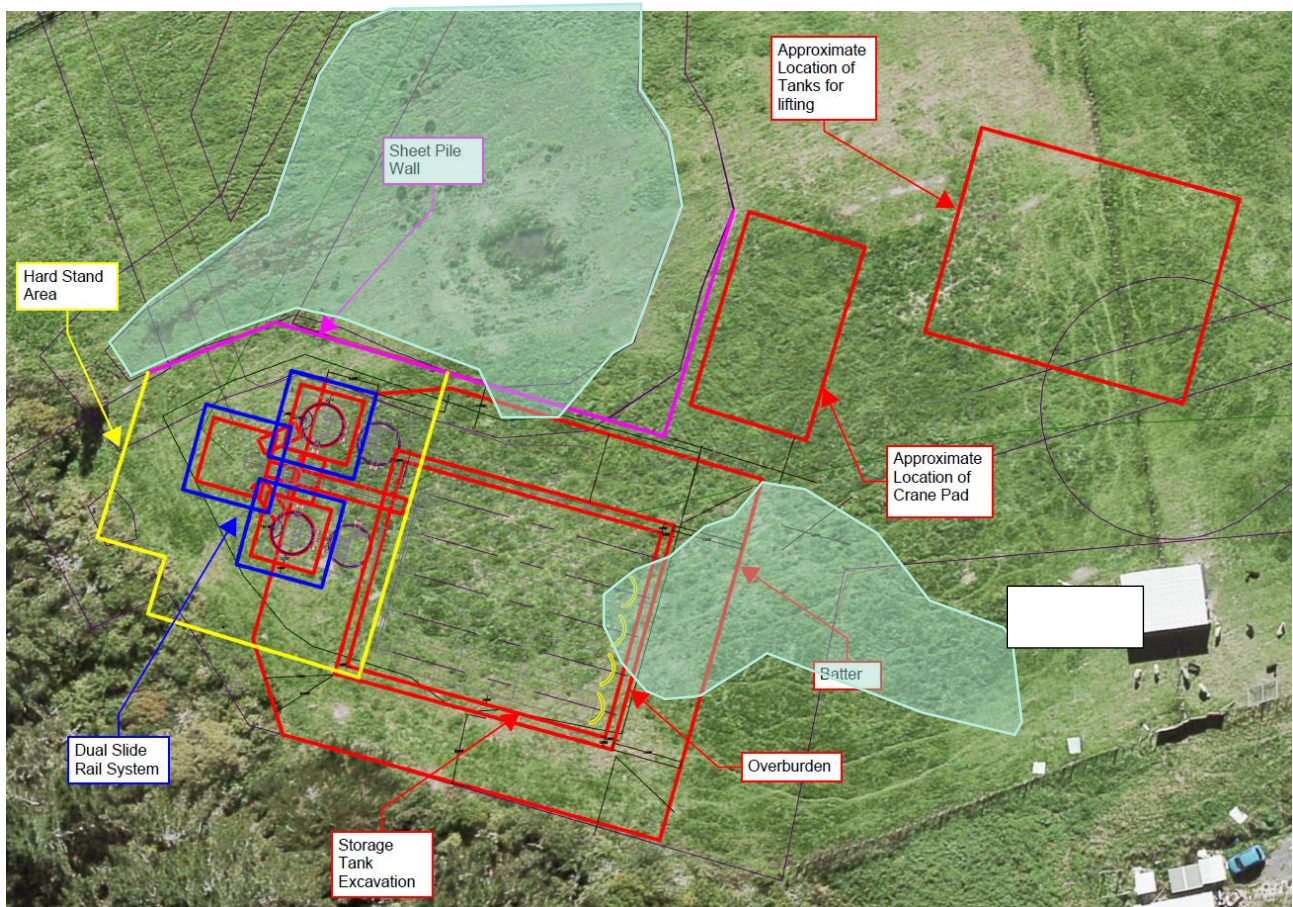 Approximate
Location of
Tanks for
lifting
Sheet Pile
Wall
Hard Stand
Area
Approximate
Location of
Crane Pad
Batter
Dual Slide
Rail System
Overburden
Storage
Tank
Excavation